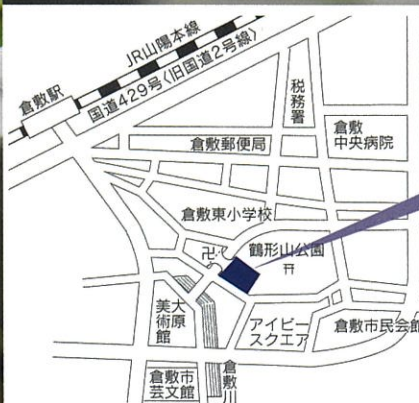 JR山陽本線
倉敷駅
国道429号〈旧国道2号線〉
税務署
倉敷郵便局
倉敷
中央病院
倉敷東小学校
鶴形山公園
大原
美術館
アイビー
スクエア
倉敷市民会館
倉敷市
芸文館
倉敷川